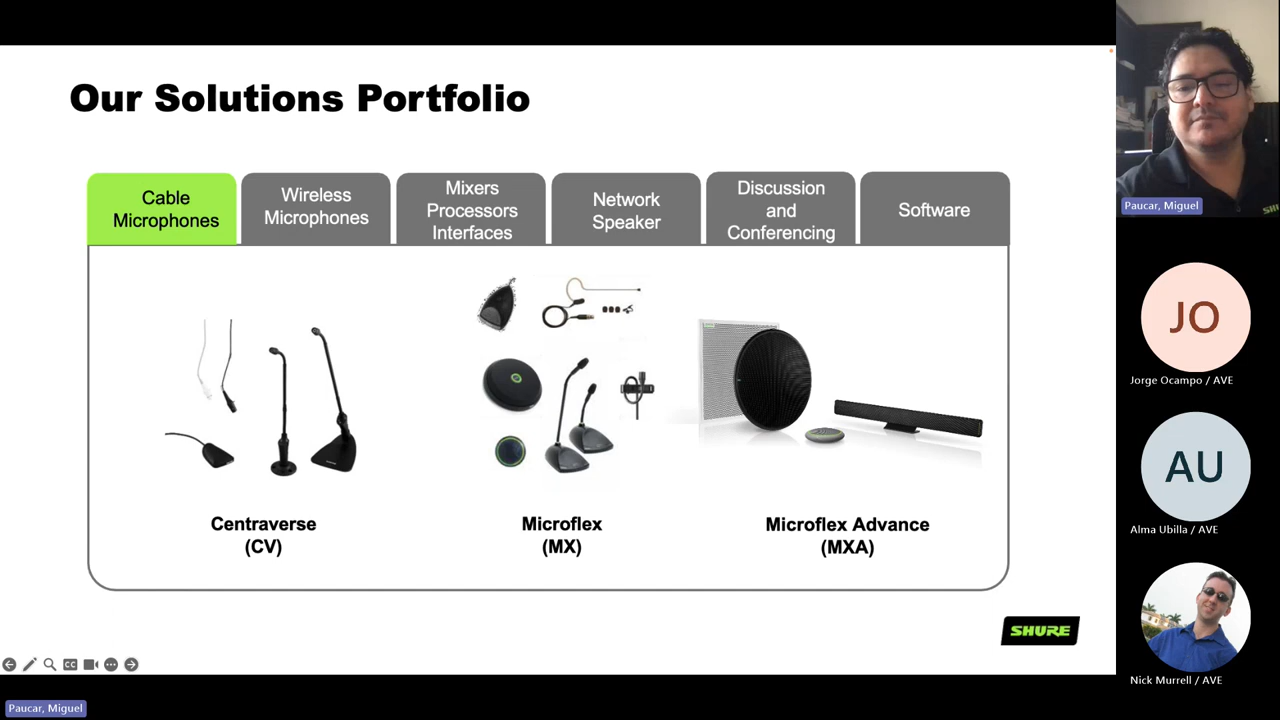 Our Solutions Portfolio
Cable
Microphones
Wireless
Microphones
Mixers
Processors
Interfaces
Network
Speaker
Discussion
and
Conferencing
Software
Centraverse
(CV)
Microflex
(MX)
Microflex Advance
(MXA)
SHURE
CC
Paucar, Miguel
Paucar, Miguel
JO
Jorge Ocampo / AVE
AU
Alma Ubilla / AVE
Nick Murrell / AVE